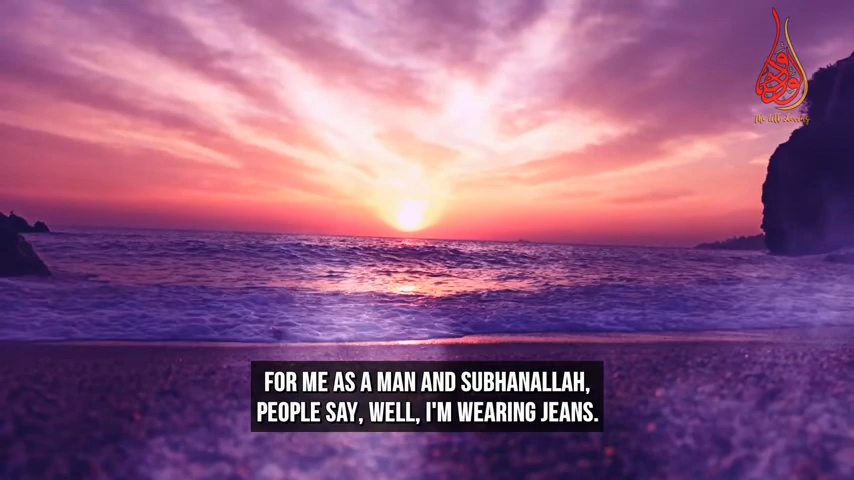 FOR ME AS A MAN AND SUBHANALLAH,
PEOPLE SAY, WELL, I'M WEARING JEANS.